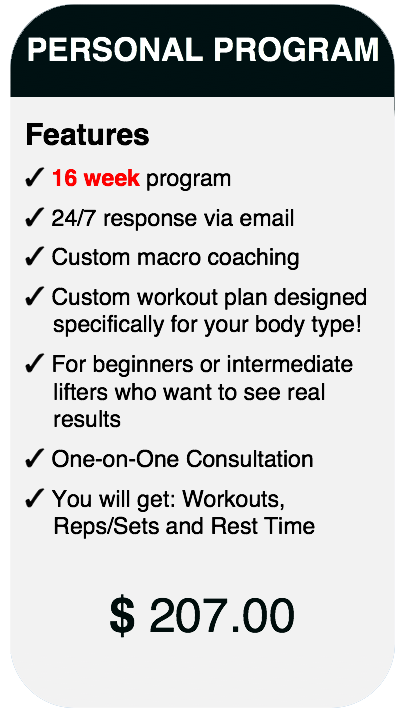 PERSONAL PROGRAM
Features
✓ 16 week program
✓ 24/7 response via email
✓ Custom macro coaching
✓ Custom workout plan designed
specifically for your body type!
✓ For beginners or intermediate
lifters who want to see real
results
✓ One-on-One Consultation
✓ You will get: Workouts,
Reps/Sets and Rest Time
$ 207.00